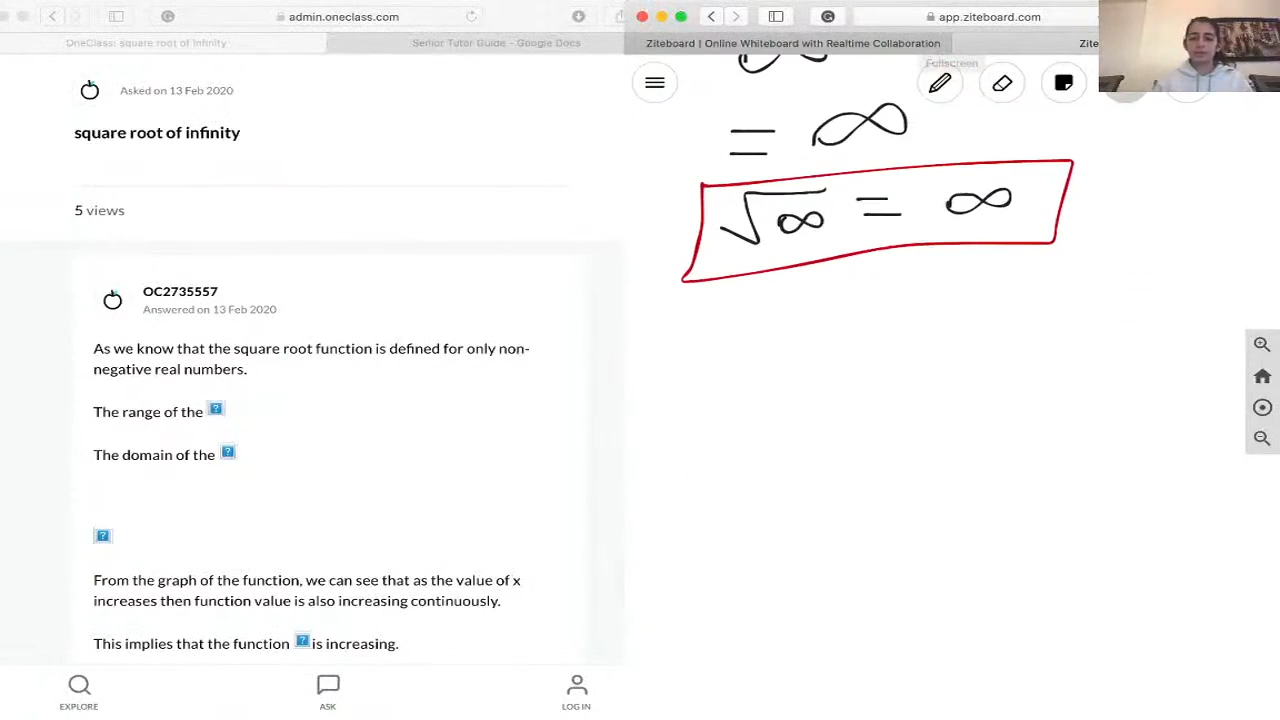 admin.oneclass.com
OneClass: square root of infinity
Senior Tutor Guide - Google Docs
Asked on 13 Feb 2020
square root of infinity
5 views
OC2735557
Answered on 13 Feb 2020
As we know that the square root function is defined for only non-
negative real numbers.
The range of the
The domain of the
From the graph of the function, we can see that as the value of x
increases then function value is also increasing continuously.
This implies that the function ? is increasing.
EXPLORE
ASK
LOG IN
app.ziteboard.com
Ziteboard | Online Whiteboard with Realtime Collaboration
Zite
Fullscreen
= ∞
√∞ = ∞